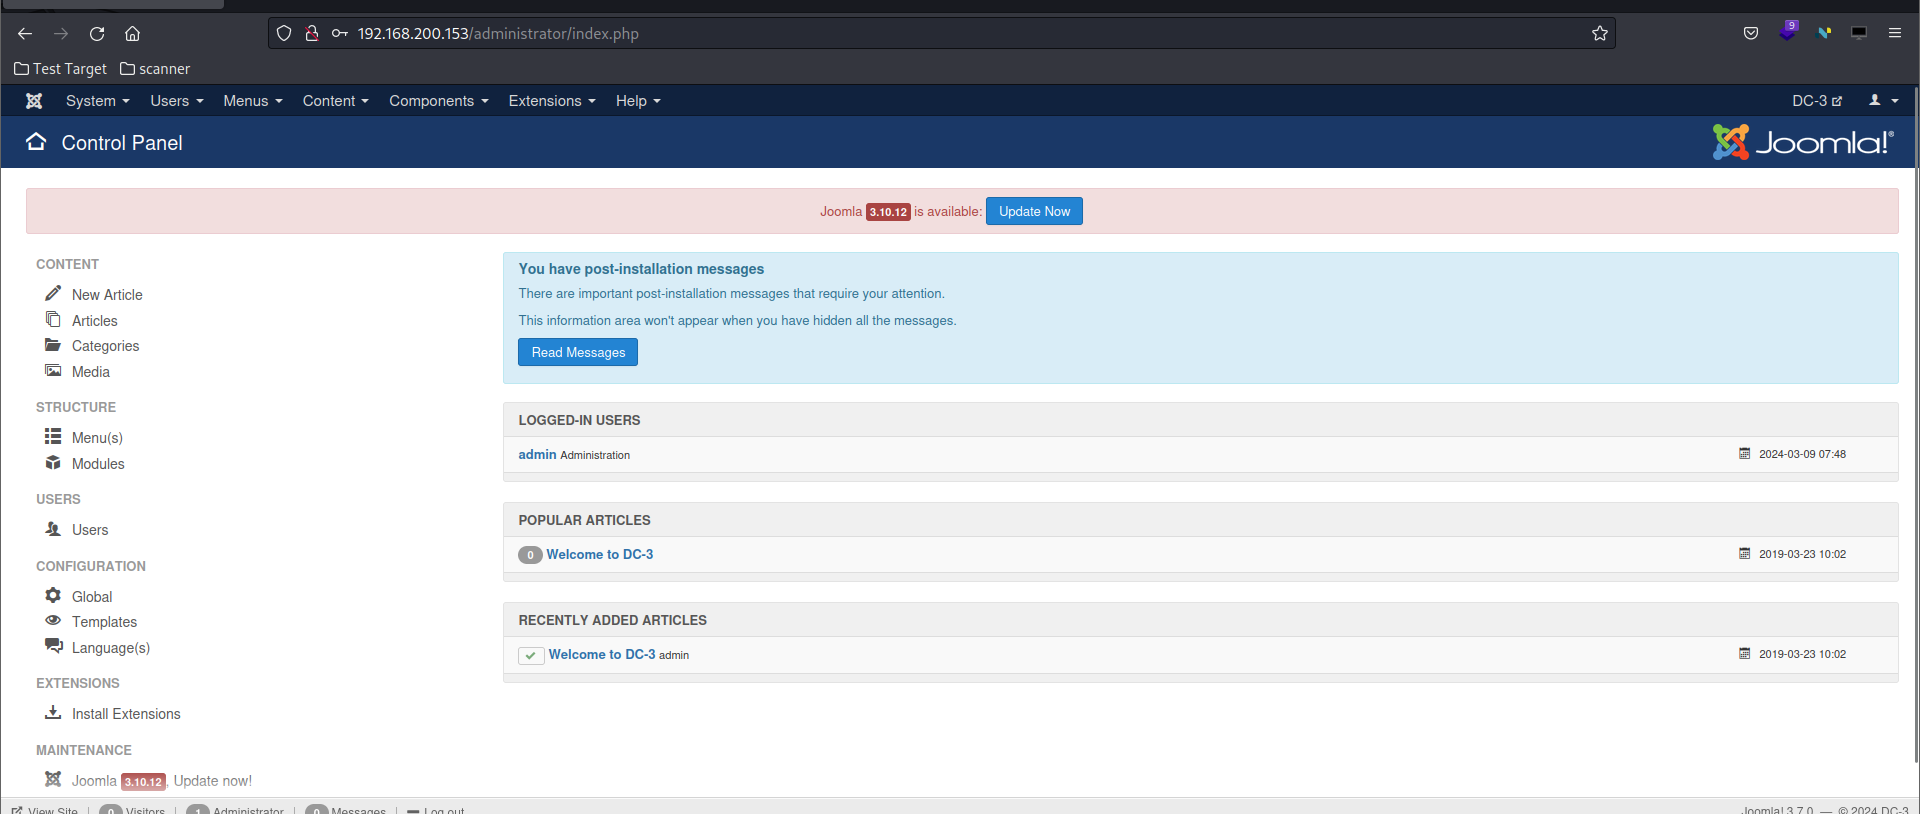 192.168.200.153/administrator/index.php
9
Test Target scanner
System Users Menus Content Components Extensions Help DC-3
Control Panel
Joomla!®
Joomla 3.10.12 is available: Update Now
CONTENT
New Article
Articles
Categories
Media
STRUCTURE
Menu(s)
Modules
USERS
Users
CONFIGURATION
Global
Templates
Language(s)
EXTENSIONS
Install Extensions
MAINTENANCE
Joomla 3.10.12, Update now!
You have post-installation messages
There are important post-installation messages that require your attention.
This information area won't appear when you have hidden all the messages.
Read Messages
LOGGED-IN USERS
admin Administration 2024-03-09 07:48
POPULAR ARTICLES
0 Welcome to DC-3 2019-03-23 10:02
RECENTLY ADDED ARTICLES
Welcome to DC-3 admin 2019-03-23 10:02
View Site 0 Visitors 1 Administrator 0 Messages Log out Joomla! 3.7.0 — © 2024 DC-3